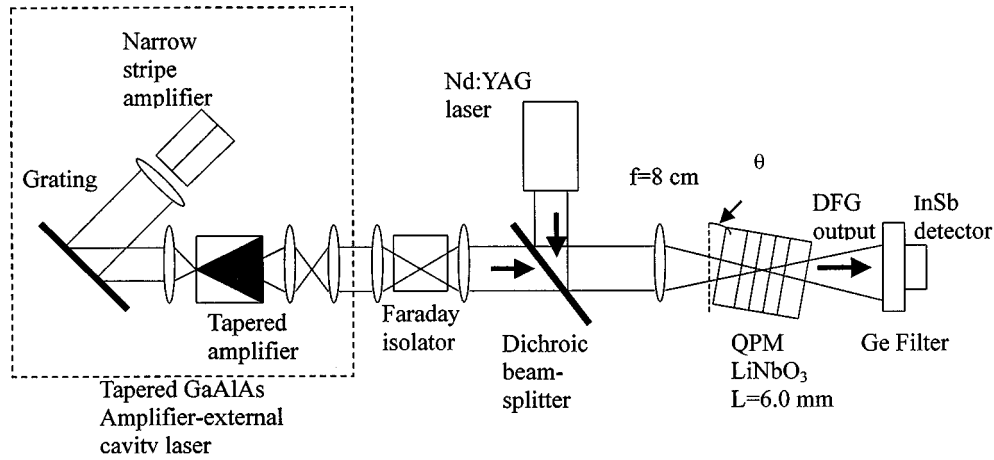 Narrow
stripe
amplifier
Grating
Tapered
amplifier
Tapered GaAlAs
Amplifier-external
cavity laser
Faraday
isolator
Nd:YAG
laser
Dichroic
beam-
splitter
f=8 cm
θ
DFG
output
InSb
detector
QPM
LiNbO3
L=6.0 mm
Ge Filter